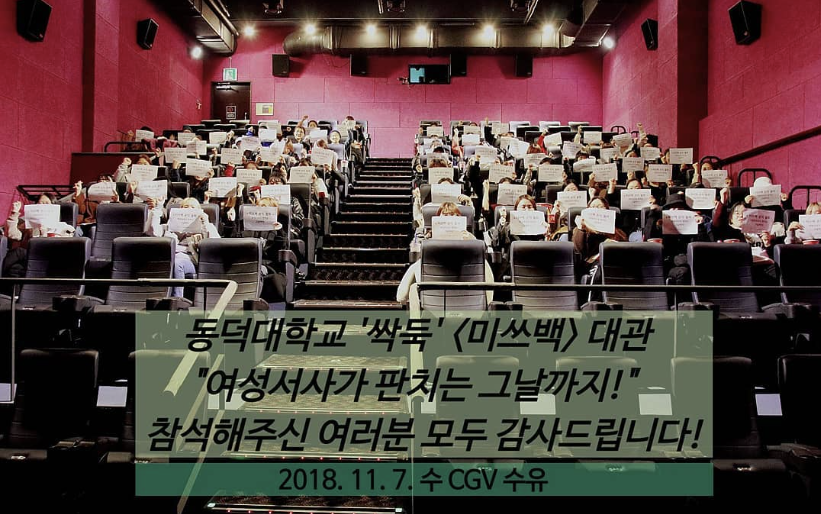 동덕대학교 '싹둑' <미쓰백> 대관
"여성서사가 판치는 그날까지!"
참석해주신 여러분 모두 감사드립니다!
2018. 11. 7. 수 CGV 수유